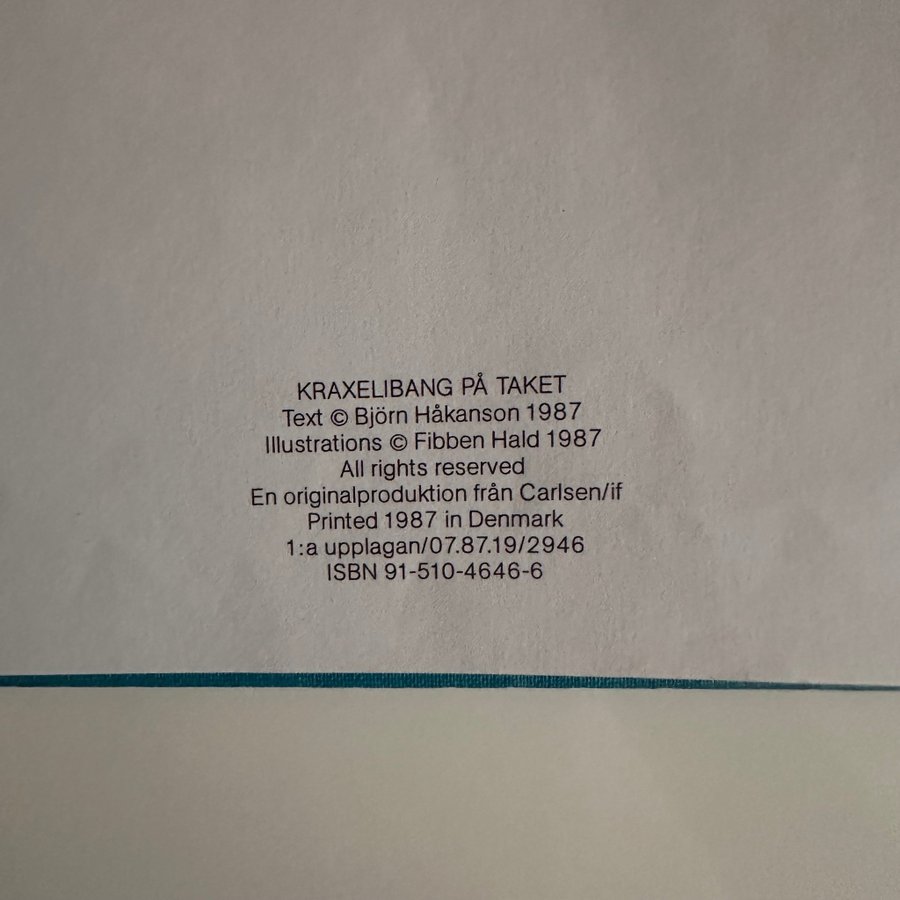 KRAXELIBANG PÅ TAKET
Text © Björn Håkanson 1987
Illustrations © Fibben Hald 1987
All rights reserved
En originalproduktion från Carlsen/if
Printed 1987 in Denmark
1:a upplagan/07.87.19/2946
ISBN 91-510-4646-6